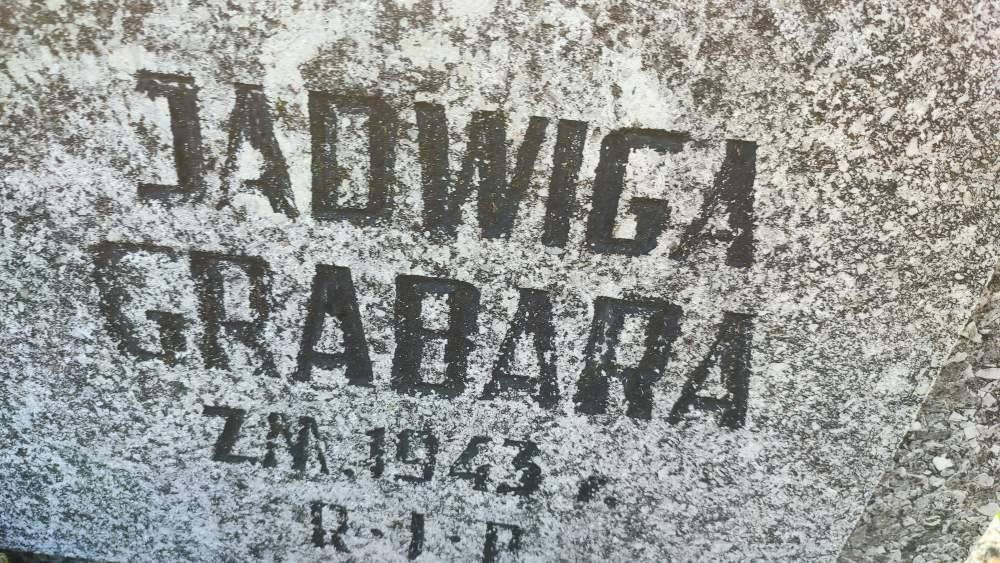 JADWIGA
GRABARA
ZM. 1943 r.
R.I.P